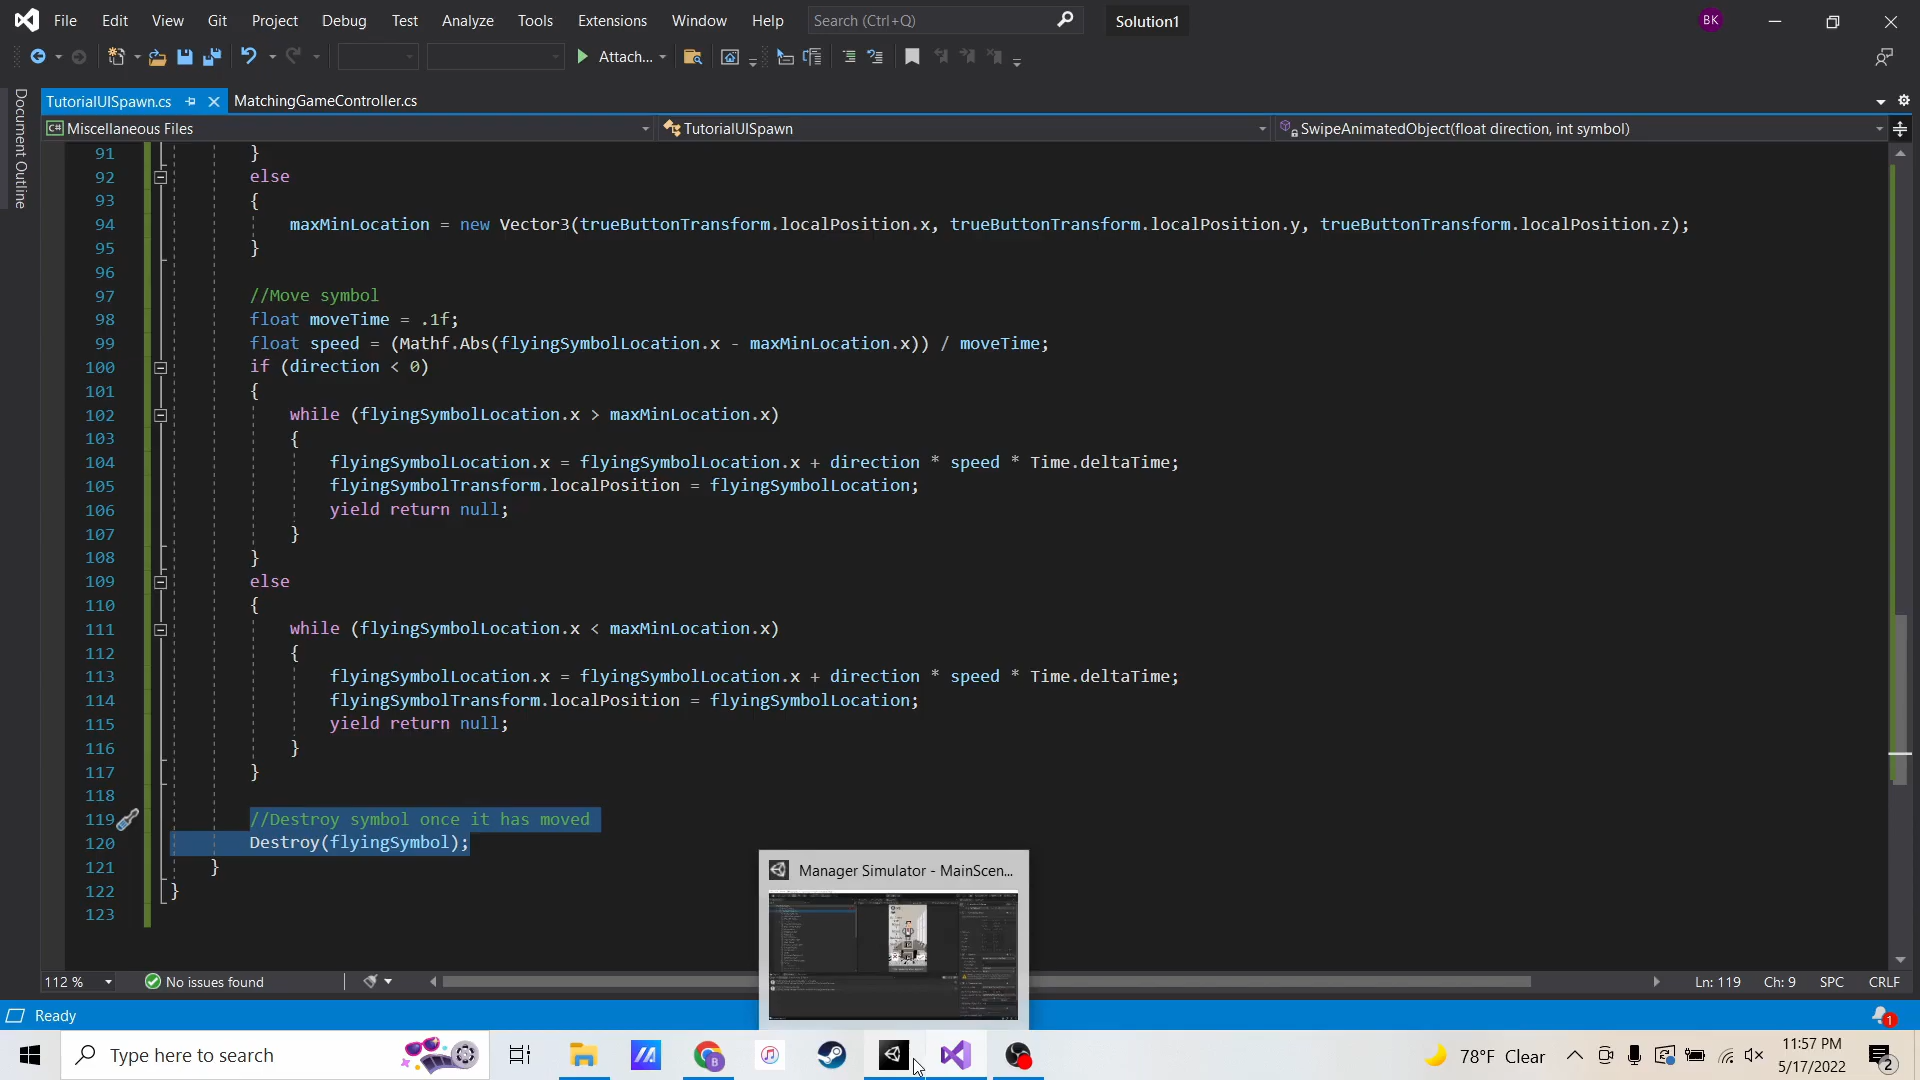 File Edit View Git Project Debug Test Analyze Tools Extensions Window Help Search (Ctrl+Q) Solution1 BK
Attach...
Document Outline
TutorialUISpawn.cs MatchingGameController.cs
C# Miscellaneous Files TutorialUISpawn SwipeAnimatedObject(float direction, int symbol)
91 }
92 else
93 {
94 maxMinLocation = new Vector3(trueButtonTransform.localPosition.x, trueButtonTransform.localPosition.y, trueButtonTransform.localPosition.z);
95 }
96
97 //Move symbol
98 float moveTime = .1f;
99 float speed = (Mathf.Abs(flyingSymbolLocation.x - maxMinLocation.x)) / moveTime;
100 if (direction < 0)
101 {
102 while (flyingSymbolLocation.x > maxMinLocation.x)
103 {
104 flyingSymbolLocation.x = flyingSymbolLocation.x + direction * speed * Time.deltaTime;
105 flyingSymbolTransform.localPosition = flyingSymbolLocation;
106 yield return null;
107 }
108 }
109 else
110 {
111 while (flyingSymbolLocation.x < maxMinLocation.x)
112 {
113 flyingSymbolLocation.x = flyingSymbolLocation.x + direction * speed * Time.deltaTime;
114 flyingSymbolTransform.localPosition = flyingSymbolLocation;
115 yield return null;
116 }
117 }
118
119 //Destroy symbol once it has moved
120 Destroy(flyingSymbol);
121 }
122 }
123
Manager Simulator - MainScen...
112 % No issues found Ln: 119 Ch: 9 SPC CRLF
Ready 1
Type here to search 78°F Clear 11:57 PM
5/17/2022 2